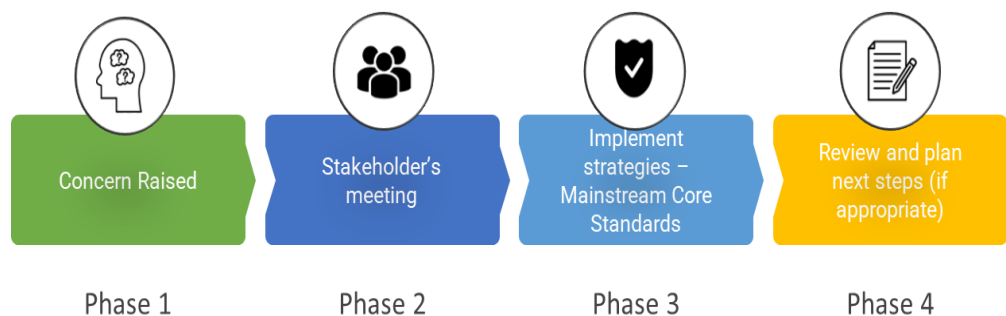 Concern Raised
Stakeholder’s
meeting
Implement
strategies –
Mainstream Core
Standards
Review and plan
next steps (if
appropriate)
Phase 1
Phase 2
Phase 3
Phase 4